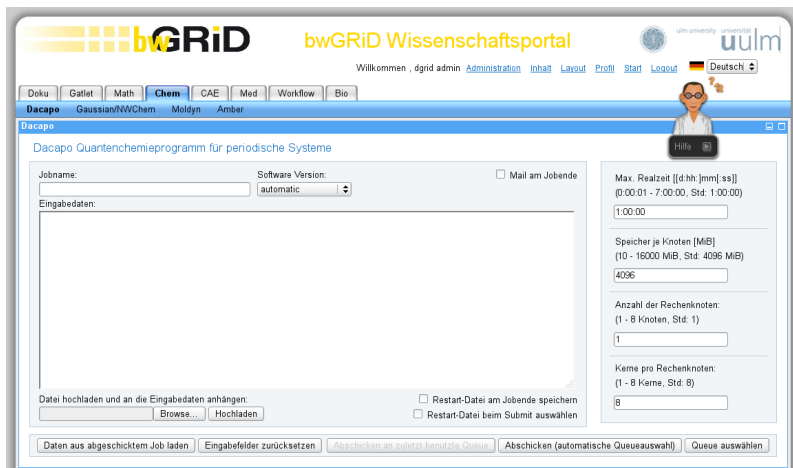 bwGRiD
bwGRiD Wissenschaftsportal
ulm university universität
uulm
Willkommen , dgrid admin Administration Inhalt Layout Profil Start Logout Deutsch
Doku Gatlet Math Chem CAE Med Workflow Bio
Dacapo Gaussian/NWChem Moldyn Amber
Dacapo
Hilfe
Dacapo Quantenchemieprogramm für periodische Systeme
Jobname:
Software Version:
Mail am Jobende
automatic
Eingabedaten:
Datei hochladen und an die Eingabedaten anhängen:
Browse... Hochladen
Restart-Datei am Jobende speichern
Restart-Datei beim Submit auswählen
Max. Realzeit [[d:hh:]mm[:ss]]
(0:00:01 - 7:00:00, Std: 1:00:00)
1:00:00
Speicher je Knoten [MiB]
(10 - 16000 MiB, Std: 4096 MiB)
4096
Anzahl der Rechenknoten:
(1 - 8 Knoten, Std: 1)
1
Kerne pro Rechenknoten:
(1 - 8 Kerne, Std: 8)
8
Daten aus abgeschicktem Job laden Eingabefelder zurücksetzen Abschicken an zuletzt benutzte Queue Abschicken (automatische Queueauswahl) Queue auswählen